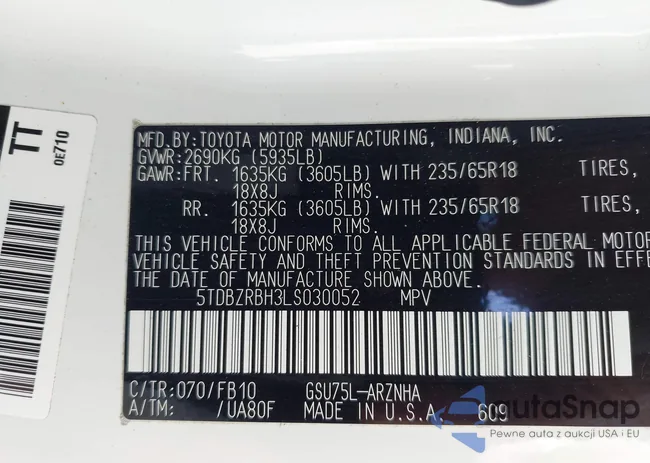 TT
0E710
MFD.BY:TOYOTA MOTOR MANUFACTURING, INDIANA, INC.
GVWR:2690KG (5935LB)
GAWR:FRT. 1635KG (3605LB) WITH 235/65R18 TIRES,
18X8J RIMS.
RR. 1635KG (3605LB) WITH 235/65R18 TIRES,
18X8J RIMS.
THIS VEHICLE CONFORMS TO ALL APPLICABLE FEDERAL MOTOR
VEHICLE SAFETY AND THEFT PREVENTION STANDARDS IN EFFE
THE DATE OF MANUFACTURE SHOWN ABOVE.
5TDBZRBH3LS030052 MPV
C/TR:070/FB10 GSU75L-ARZNHA
A/TM: /UA80F MADE IN U.S.A. 609
autoSnap
Pewne auta z aukcji USA i EU